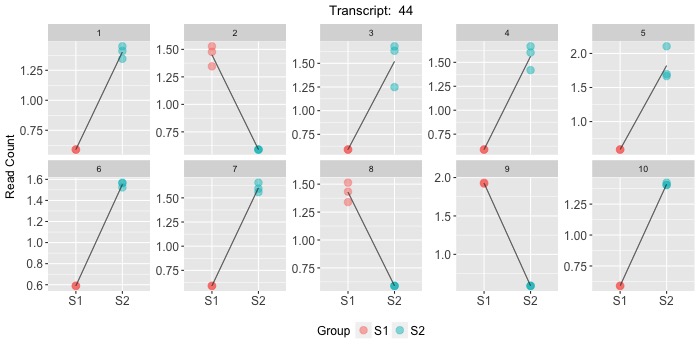 Transcript: 44
1 2 3 4 5
1.25 1.50 1.5 1.50 2.0
1.00 1.25 1.0 1.25 1.5
0.75 1.00 1.0 1.00 1.0
0.75 0.75
Read Count
6 7 8 9 10
1.6 1.50 1.50 2.0 1.25
1.4 1.25 1.25 1.5 1.00
1.2 1.00 1.00 1.0 0.75
1.0 0.75 0.75
0.8
0.6
S1 S2 S1 S2 S1 S2 S1 S2 S1 S2
Group S1 S2